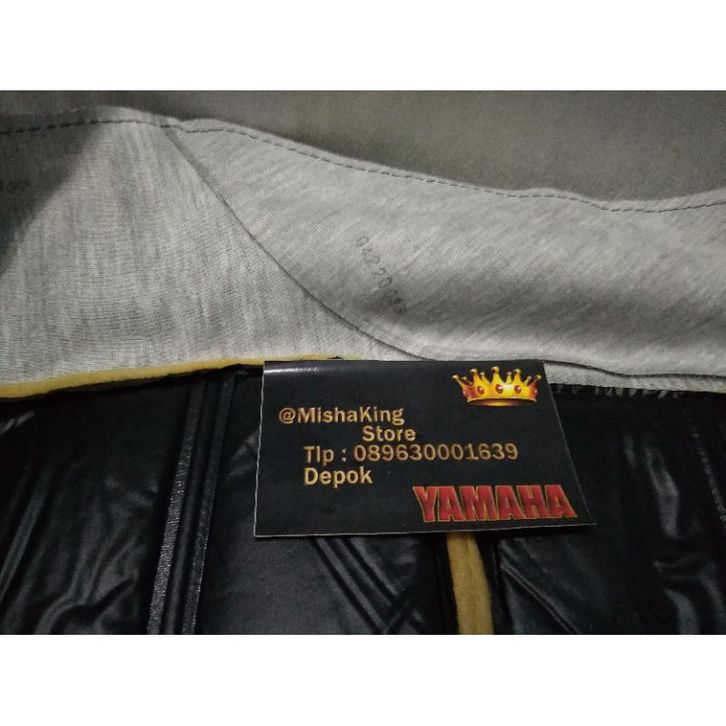 @MishaKing
Store
Tlp : 089630001639
Depok
YAMAHA